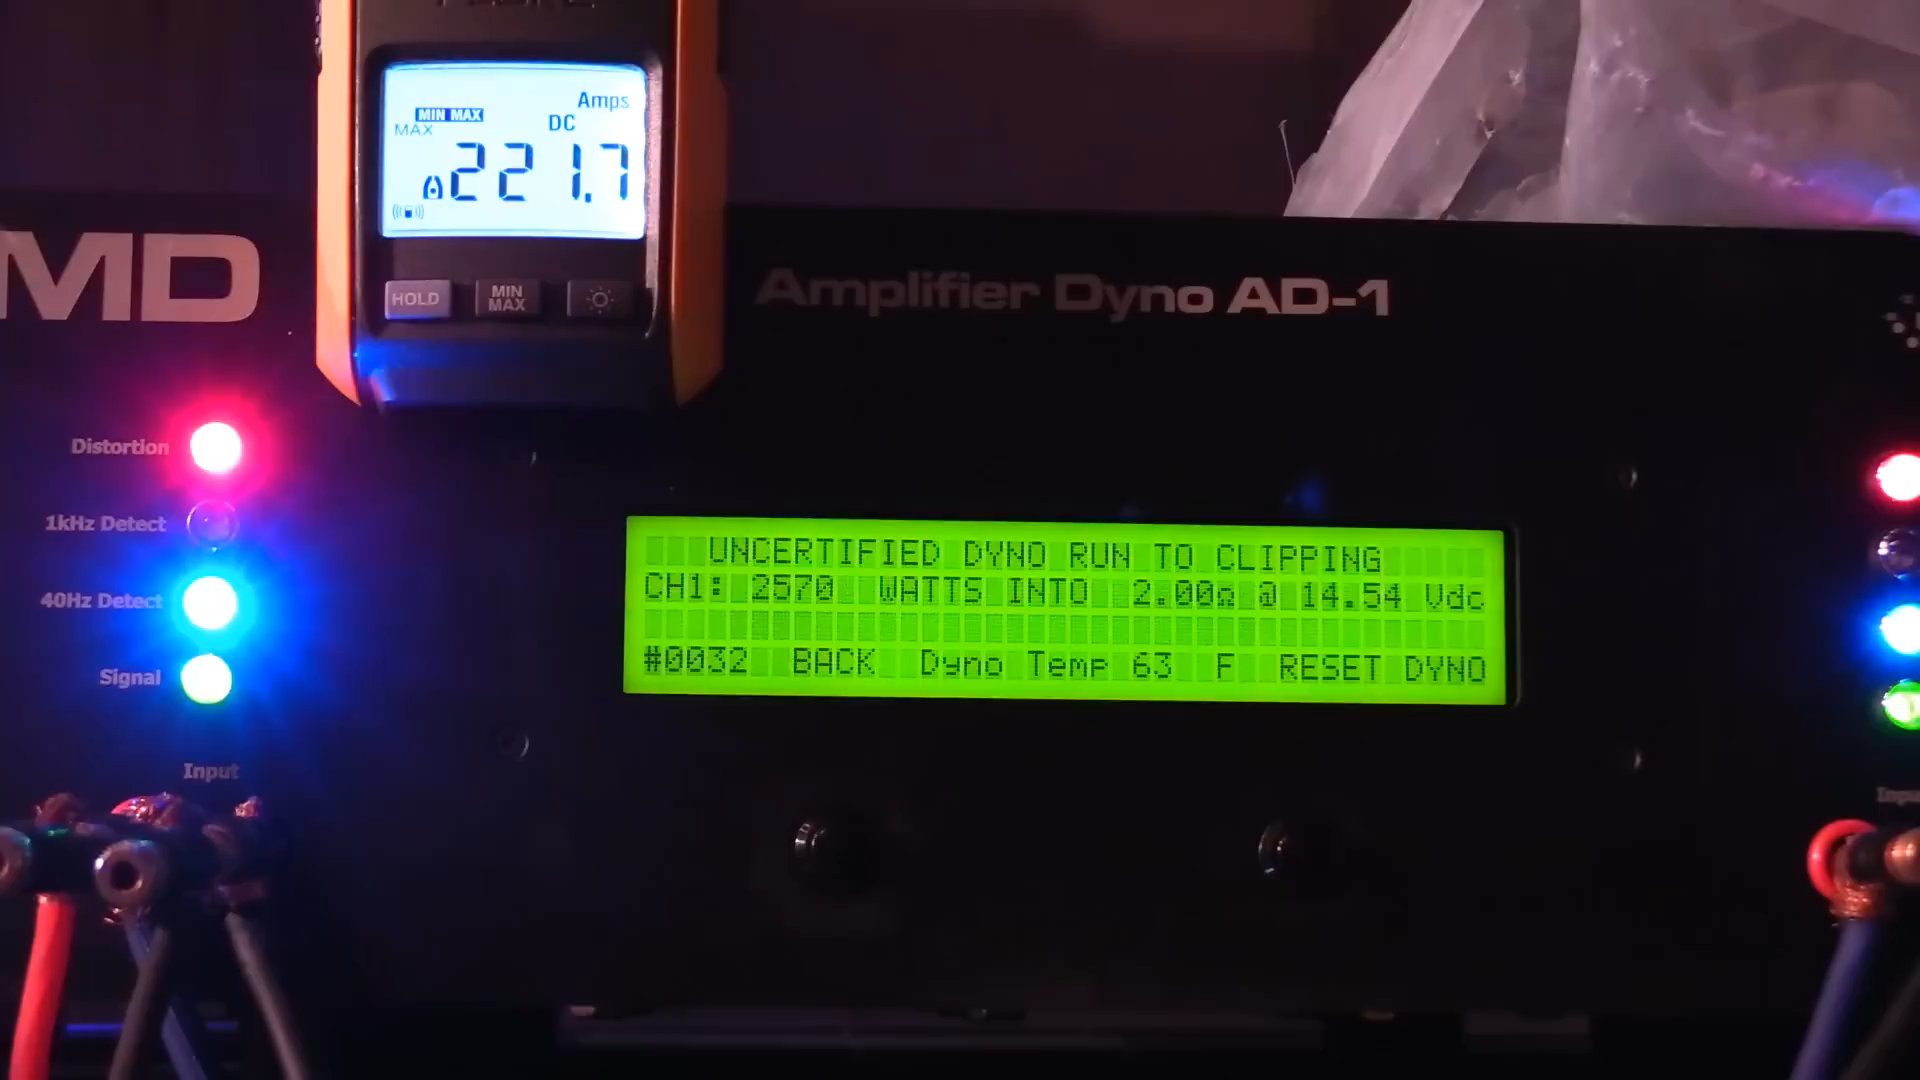 Amps
MIN MAX
MAX
DC
221.7
HOLD
MIN
MAX
MD
Amplifier Dyno AD-1
Distortion
1kHz Detect
40Hz Detect
Signal
Input
UNCERTIFIED DYNO RUN TO CLIPPING
CH1: 2570 WATTS INTO 2.00Ω @ 14.54 Vdc
#0032 BACK Dyno Temp 63 F RESET DYNO